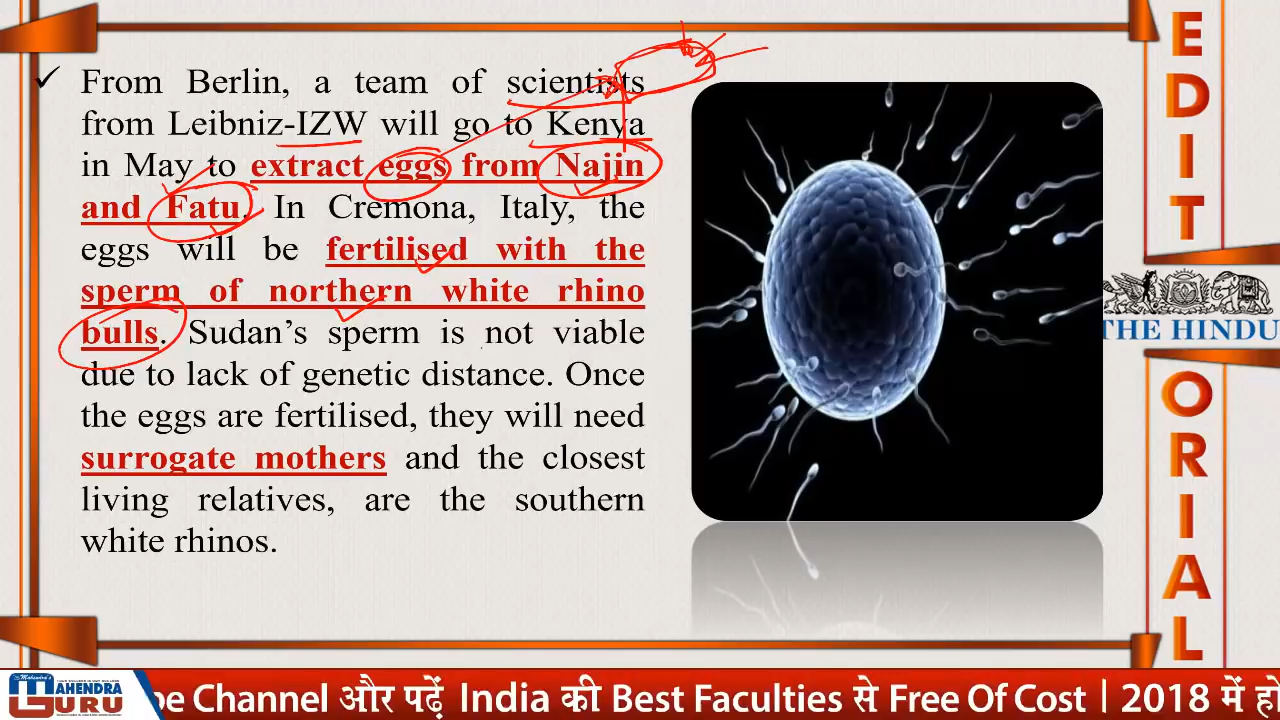 From Berlin, a team of scientists
from Leibniz-IZW will go to Kenya
in May to extract eggs from Najin
and Fatu. In Cremona, Italy, the
eggs will be fertilised with the
sperm of northern white rhino
bulls. Sudan’s sperm is not viable
due to lack of genetic distance. Once
the eggs are fertilised, they will need
surrogate mothers and the closest
living relatives, are the southern
white rhinos.
EDIT
THE HINDU
ORIAL
Mahendra's
MAHENDRA
GURU
Channel और पढ़ें India की Best Faculties से Free Of Cost | 2018 में